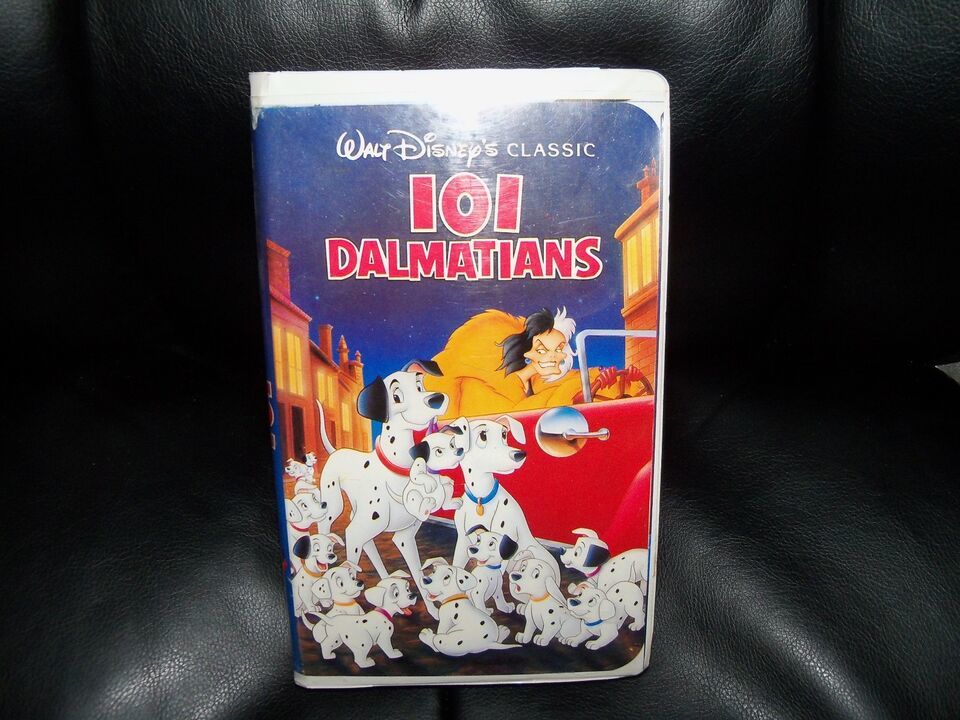 WALT DISNEY'S CLASSIC
101
DALMATIANS